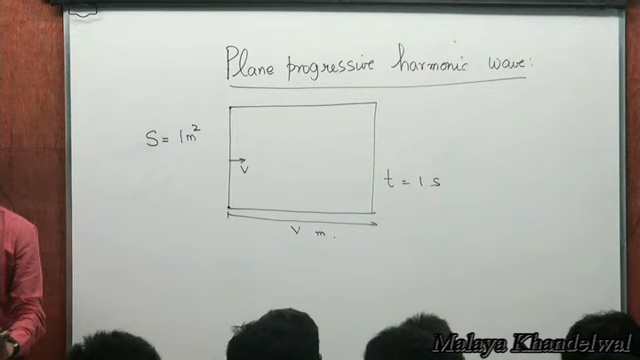 Plane progressive harmonic wave:
S = 1m²
v
t = 1 s
v m.
Malaya Khandelwal